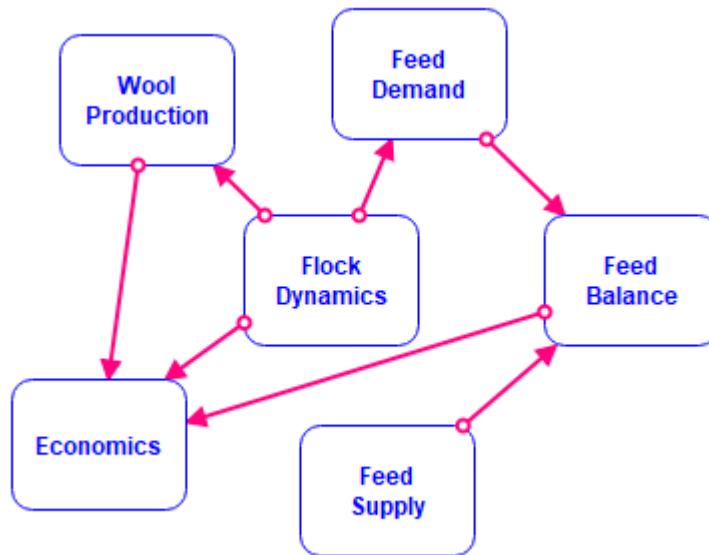 Wool
Production
Feed
Demand
Flock
Dynamics
Feed
Balance
Economics
Feed
Supply